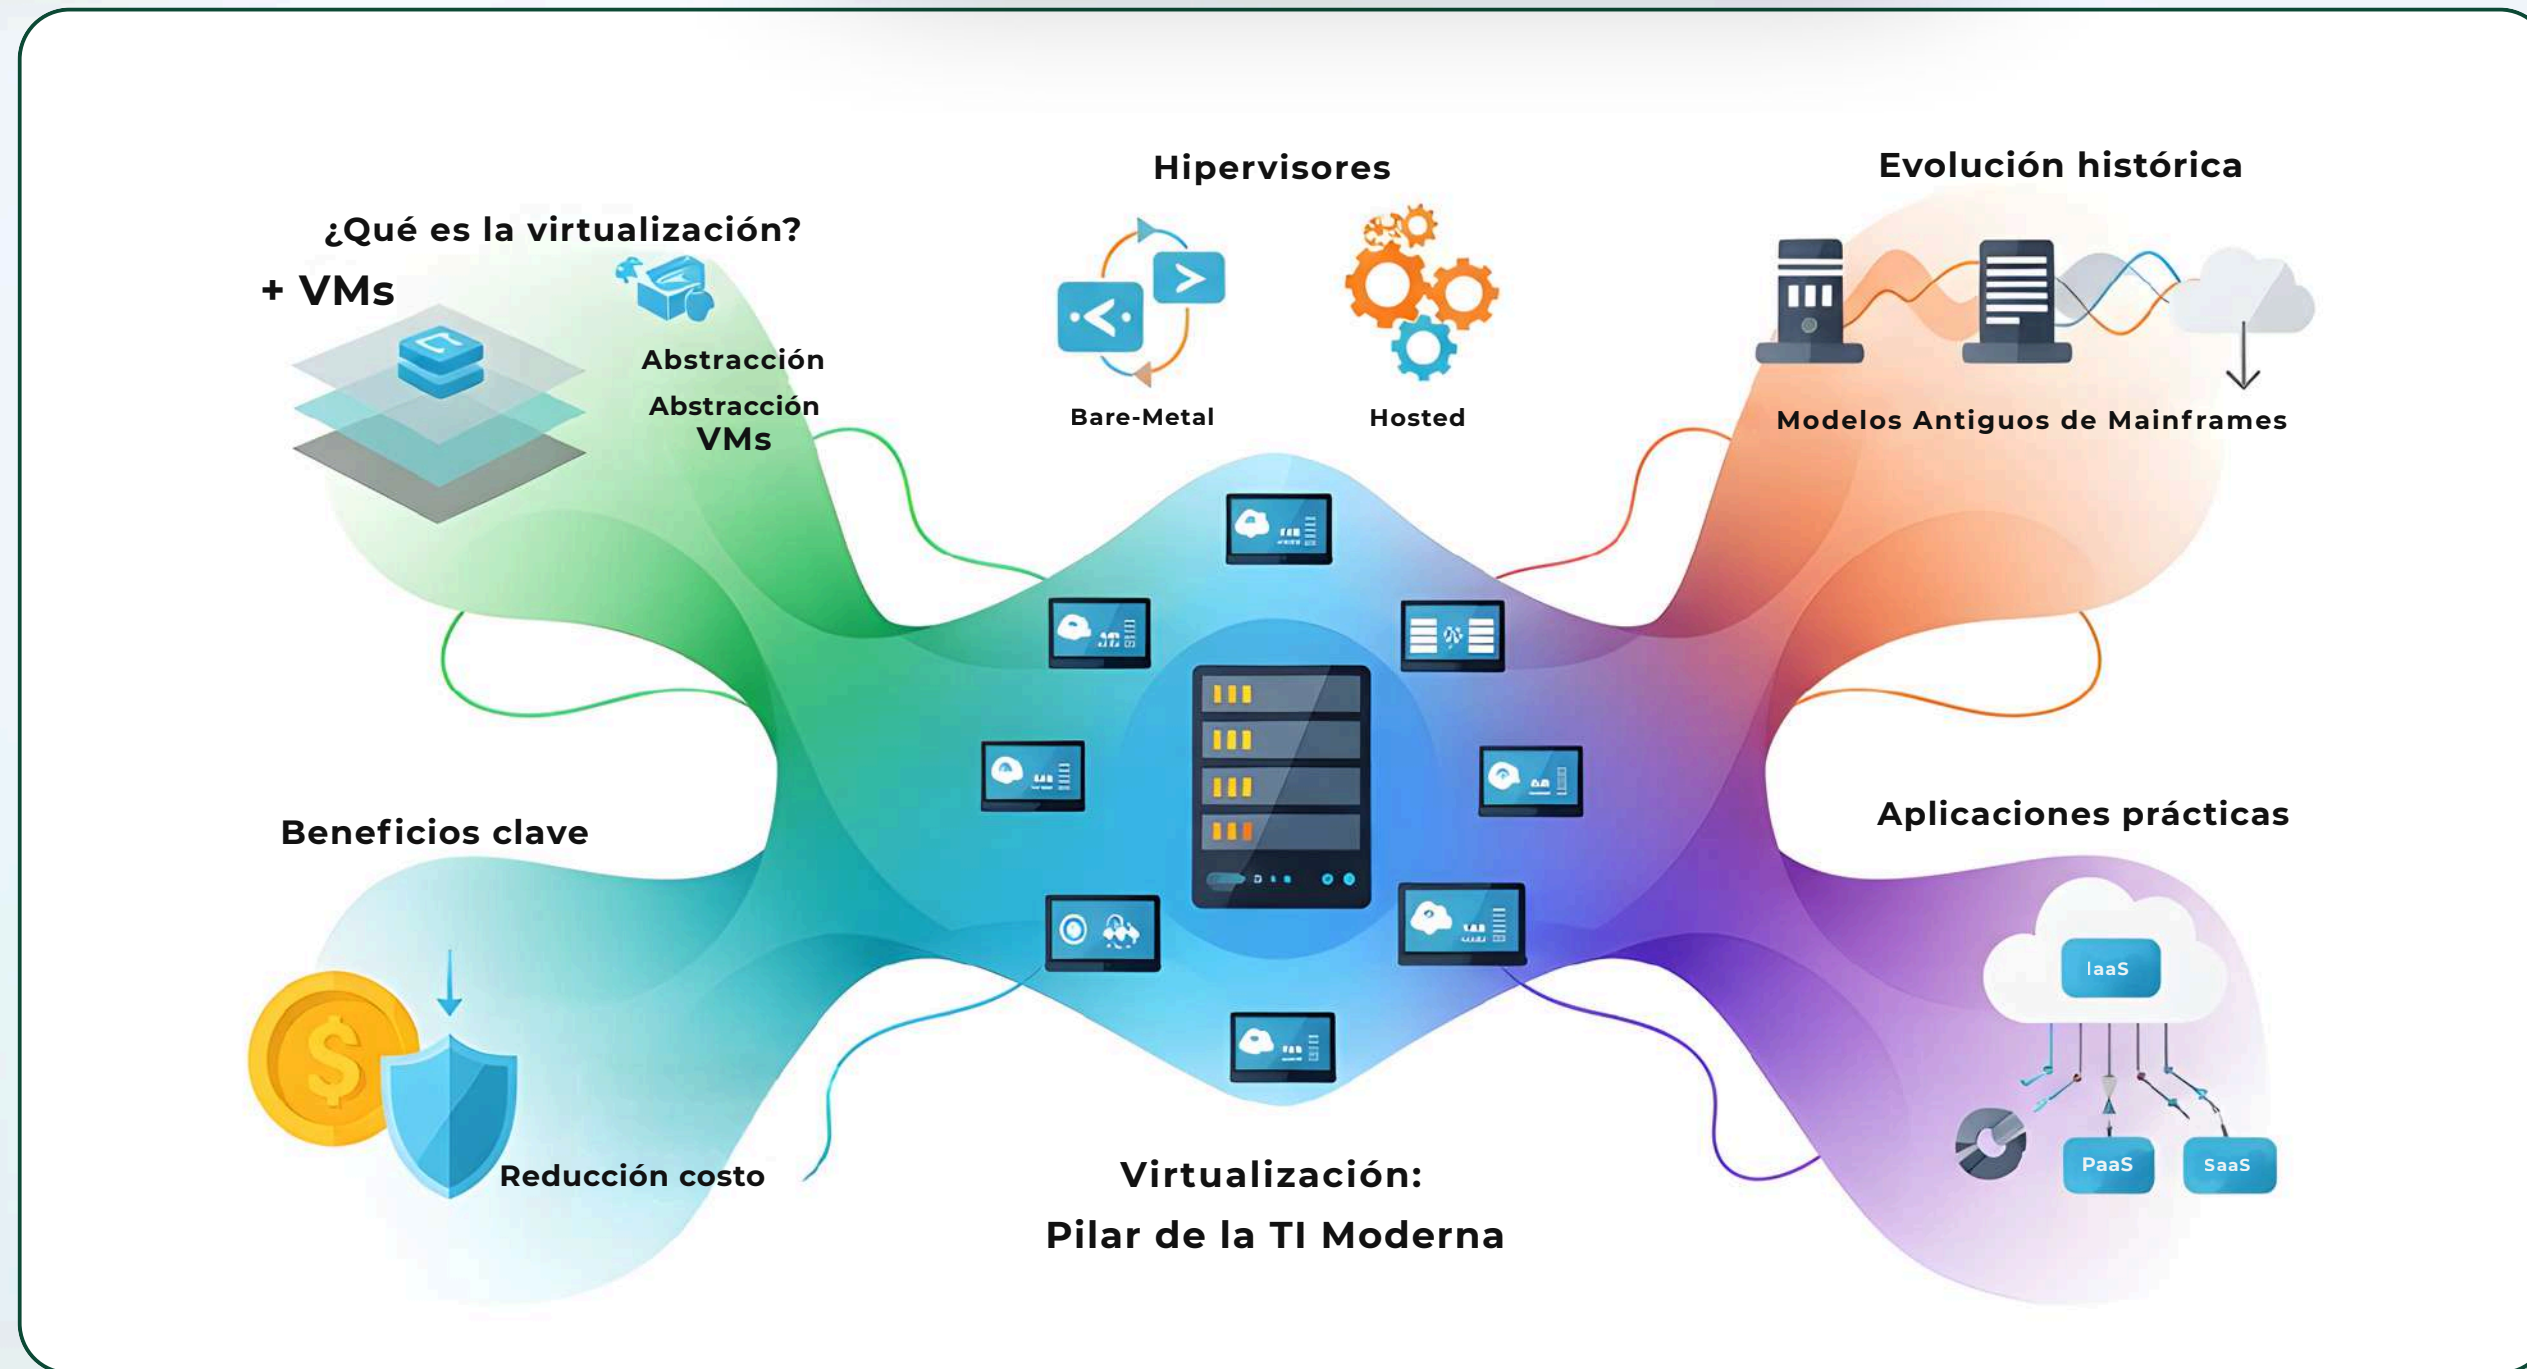 ¿Qué es la virtualización?
+ VMs
Abstracción
Abstracción
VMs
Hipervisores
Bare-Metal
Hosted
Evolución histórica
Modelos Antiguos de Mainframes
Beneficios clave
Reducción costo
Aplicaciones prácticas
IaaS
PaaS
SaaS
Virtualización:
Pilar de la TI Moderna